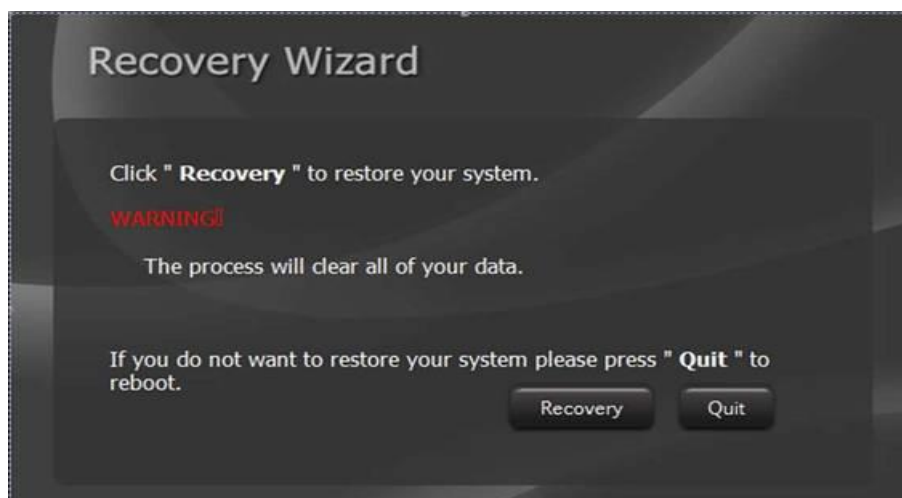 Recovery Wizard
Click " Recovery " to restore your system.
WARNING
The process will clear all of your data.
If you do not want to restore your system please press " Quit " to
reboot.
Recovery Quit